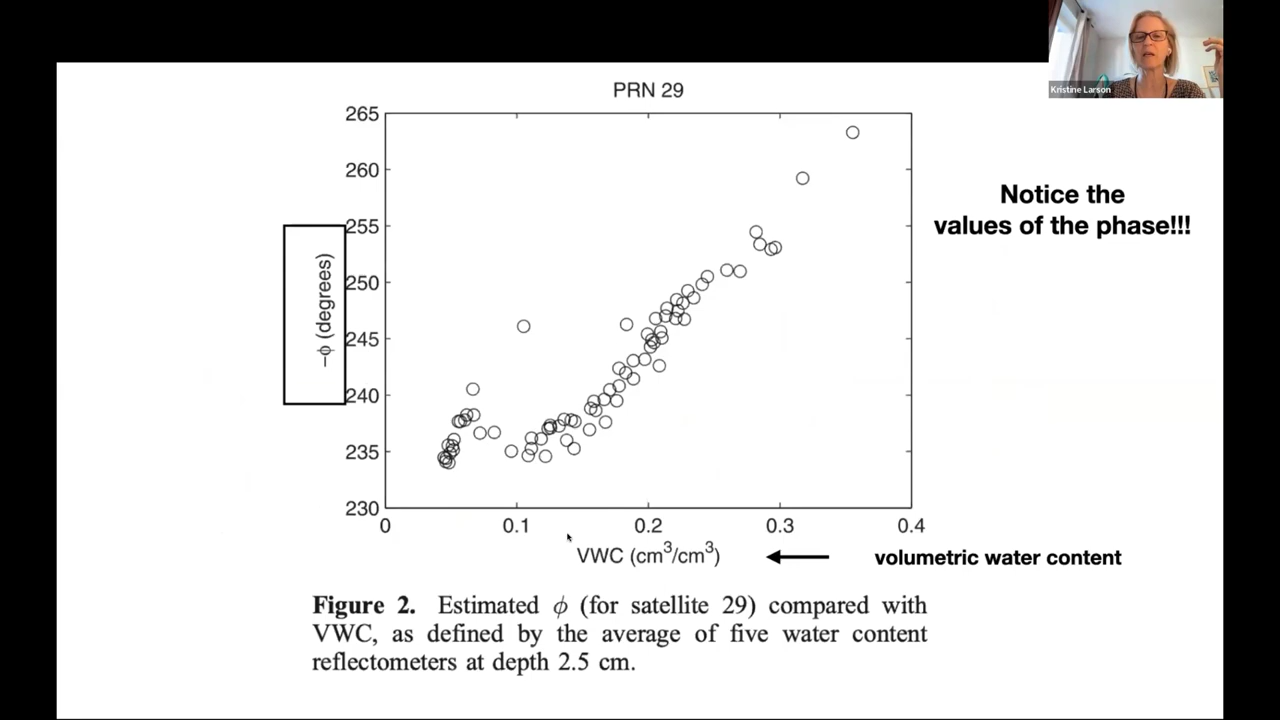 Kristine Larson
PRN 29
265
260
255
250
245
240
235
230
−ϕ (degrees)
0
0.1
0.2
0.3
0.4
VWC (cm³/cm³)
volumetric water content
Notice the
values of the phase!!!
Figure 2. Estimated ϕ (for satellite 29) compared with
VWC, as defined by the average of five water content
reflectometers at depth 2.5 cm.